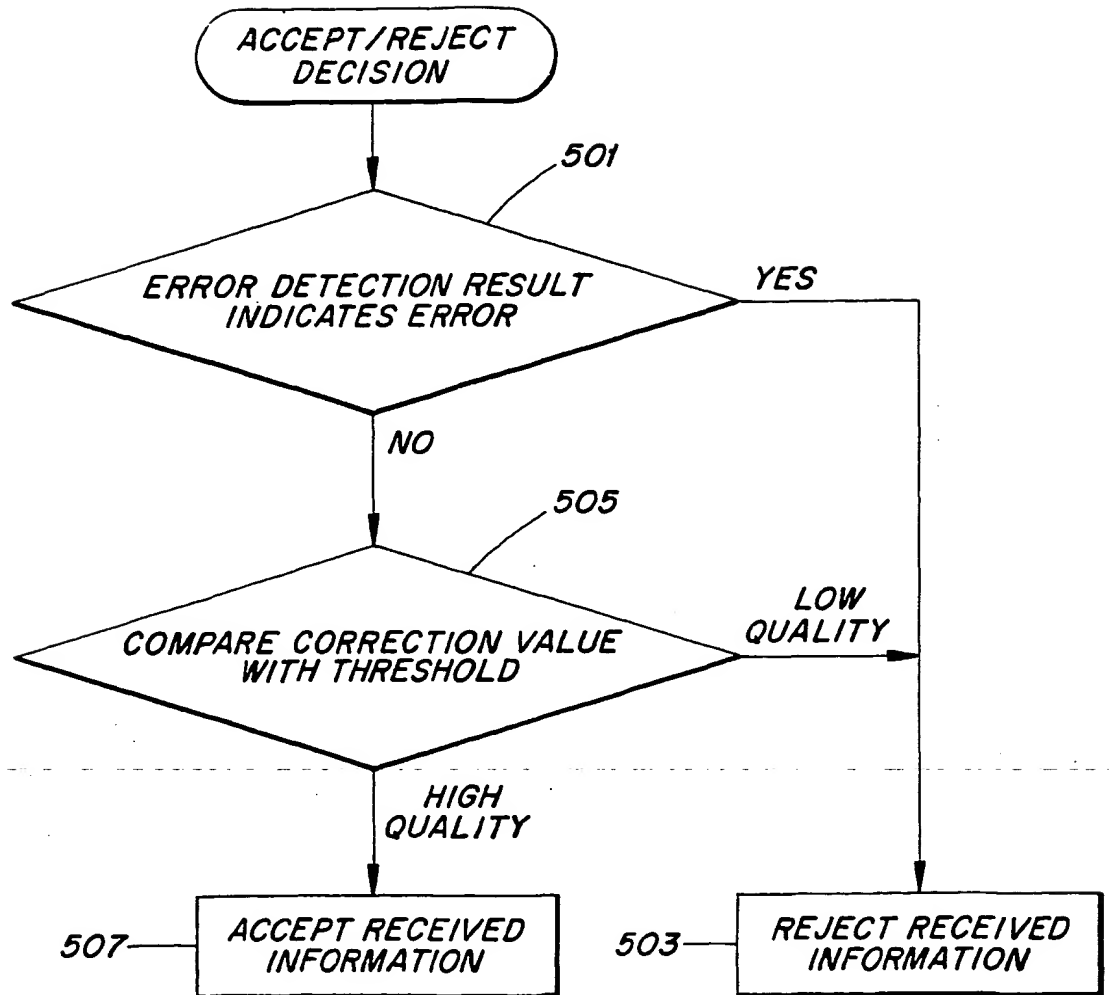 ACCEPT/REJECT
DECISION
501
ERROR DETECTION RESULT
INDICATES ERROR
YES
NO
505
COMPARE CORRECTION VALUE
WITH THRESHOLD
LOW
QUALITY
HIGH
QUALITY
507
ACCEPT RECEIVED
INFORMATION
503
REJECT RECEIVED
INFORMATION